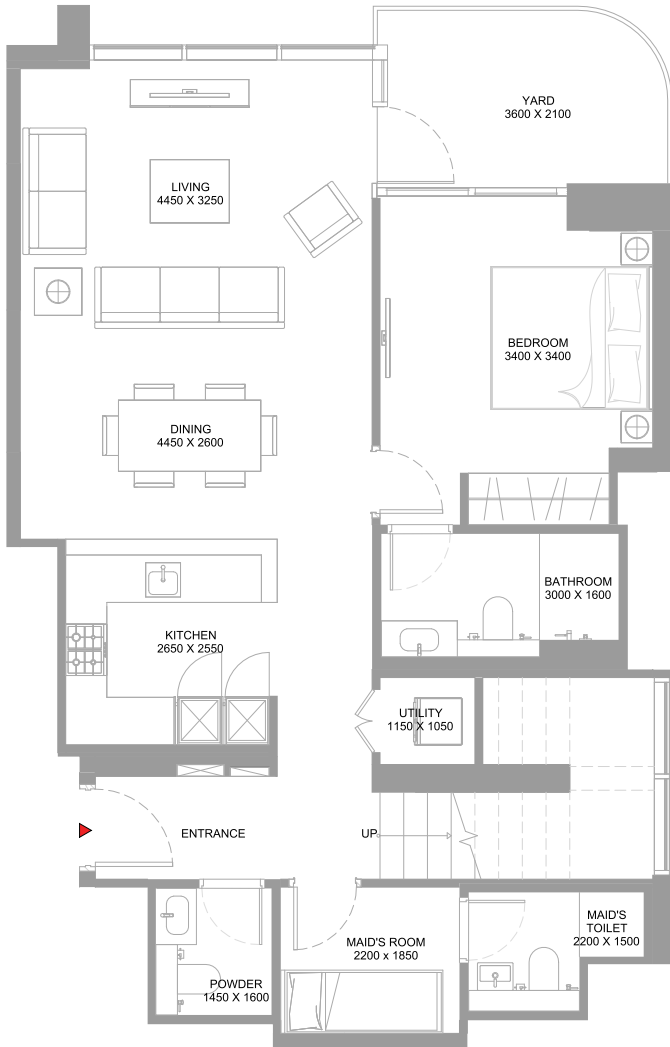 YARD
3600 X 2100
LIVING
4450 X 3250
BEDROOM
3400 X 3400
DINING
4450 X 2600
BATHROOM
3000 X 1600
KITCHEN
2650 X 2550
UTILITY
1150 X 1050
ENTRANCE
UP
MAID'S
TOILET
2200 X 1500
MAID'S ROOM
2200 x 1850
POWDER
1450 X 1600